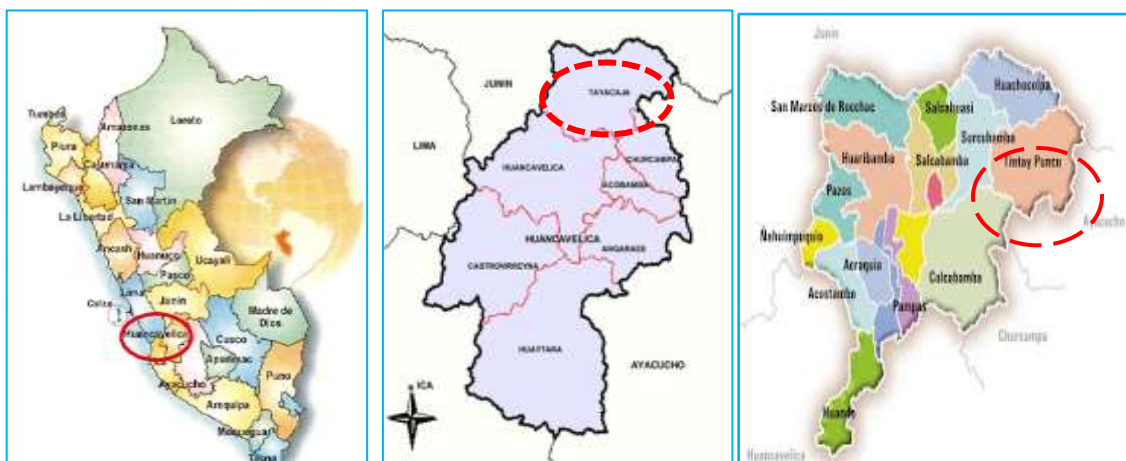 Tumbes
Piura
Amazonas
Loreto
Cajamarca
Lambayeque
San Martin
La Libertad
Ancash
Huanuco
Ucayali
Pasco
Lima
Junin
Callao
Madre de
Dios
Huancavelica
Cusco
Apurimac
Ayacucho
Puno
Arequipa
Moquegua
Tacna
JUNIN
TAYACAJA
LIMA
HUANCAVELICA
CHURCAMPA
ACOBAMBA
HUANCAVELICA
ANGARAES
CASTROVIRREYNA
HUAYTARA
AYACUCHO
ICA
Junin
San Marcos de Rocchac
Salcahuasi
Huachocolpa
Surcubamba
Huaribamba
Salcabamba
Tintay Puncu
Pazos
Ayacucho
Ñahuimpuquio
Acraquia
Colcabamba
Acostambo
Pampas
Churcampa
Huando
Huancavelica